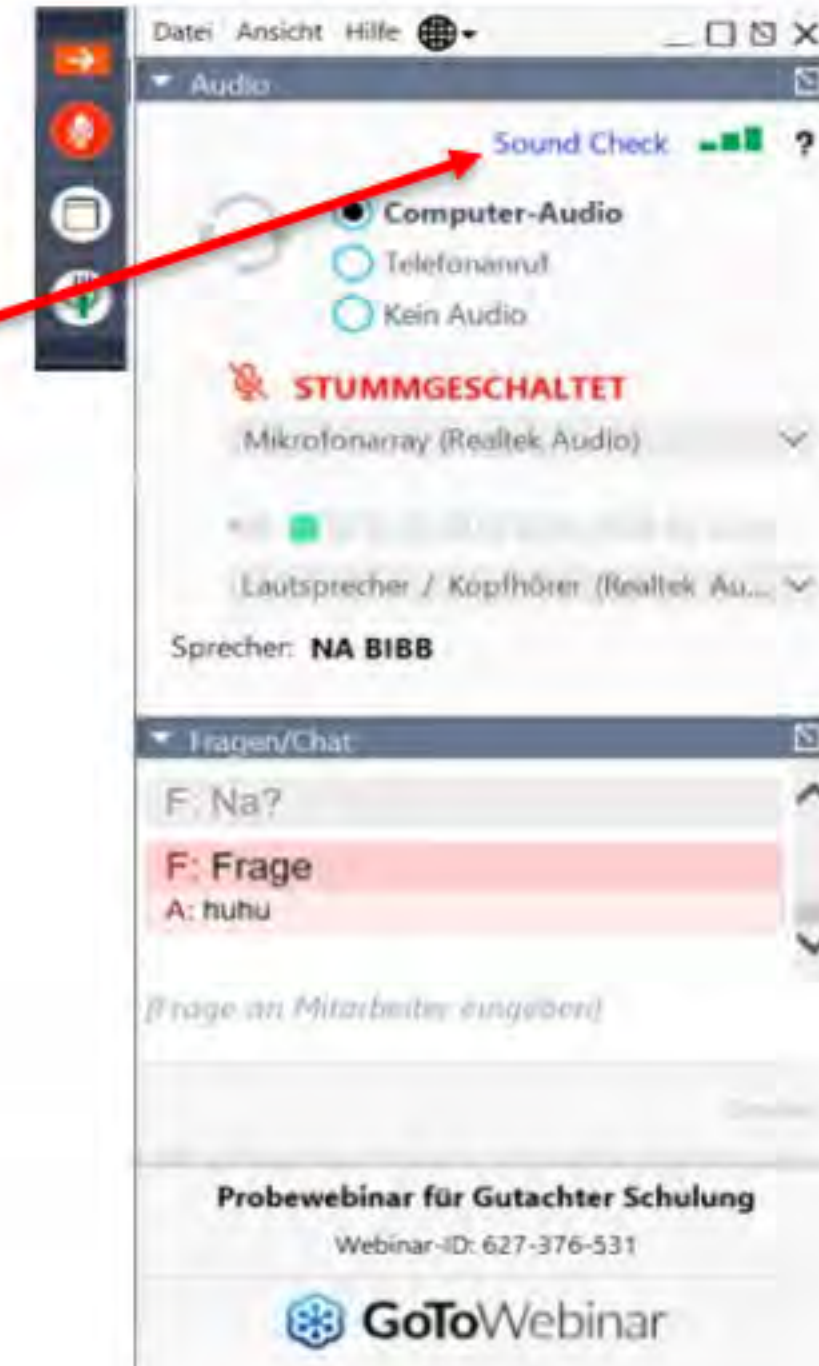 Datei Ansicht Hilfe
Audio
Sound Check ?
Computer-Audio
Telefonanruf
Kein Audio
STUMMGESCHALTET
Mikrofonarray (Realtek Audio)
Lautsprecher / Kopfhörer (Realtek Au...
Sprecher: NA BIBB
Fragen/Chat
F: Na?
F: Frage
A: huhu
[Frage an Mitarbeiter eingeben]
Probewebinar für Gutachter Schulung
Webinar-ID: 627-376-531
GoToWebinar